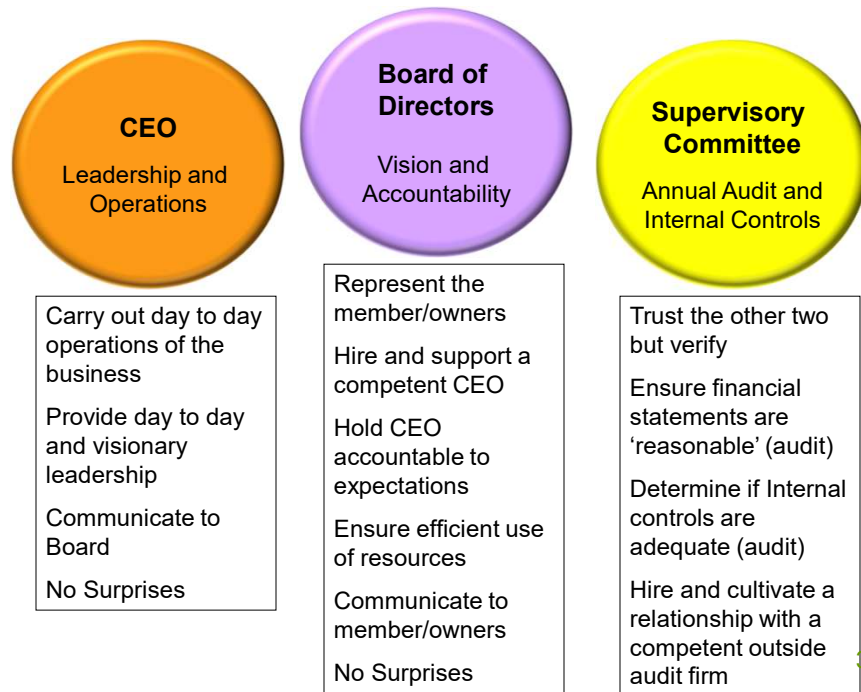 CEO
Leadership and
Operations
Board of
Directors
Vision and
Accountability
Supervisory
Committee
Annual Audit and
Internal Controls
Carry out day to day
operations of the
business
Provide day to day
and visionary
leadership
Communicate to
Board
No Surprises
Represent the
member/owners
Hire and support a
competent CEO
Hold CEO
accountable to
expectations
Ensure efficient use
of resources
Communicate to
member/owners
No Surprises
Trust the other two
but verify
Ensure financial
statements are
‘reasonable’ (audit)
Determine if Internal
controls are
adequate (audit)
Hire and cultivate a
relationship with a
competent outside
audit firm